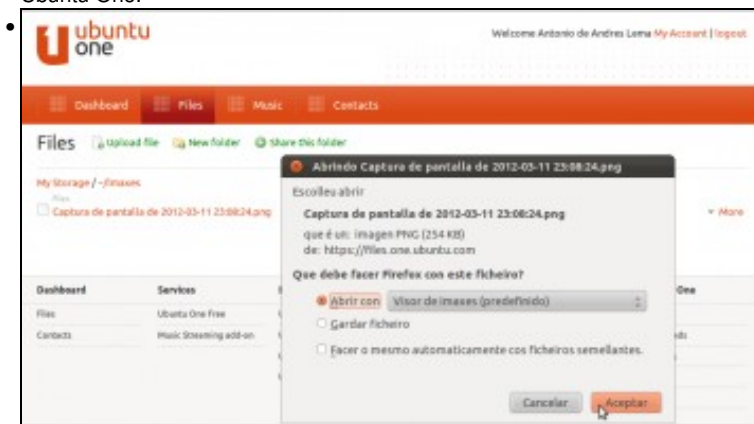 Ubuntu One.
ubuntu
one
Welcome Antonio de Andres Lema My Account | logout
Dashboard Files Music Contacts
Files Upload file New folder Share this folder
My Storage / ~/Imaxes
Files
Captura de pantalla de 2012-03-11 23:08:24.png
More
Abrindo Captura de pantalla de 2012-03-11 23:08:24.png
Escolleu abrir
Captura de pantalla de 2012-03-11 23:08:24.png
que é un: imagen PNG (254 KB)
de: https://files.one.ubuntu.com
Que debe facer Firefox con este ficheiro?
Abrir con Visor de imaxes (predefinido)
Gardar ficheiro
Facer o mesmo automaticamente cos ficheiros semellantes.
Cancelar Aceptar
Dashboard Services One
Files Ubuntu One Free
Contacts Music Streaming add-on